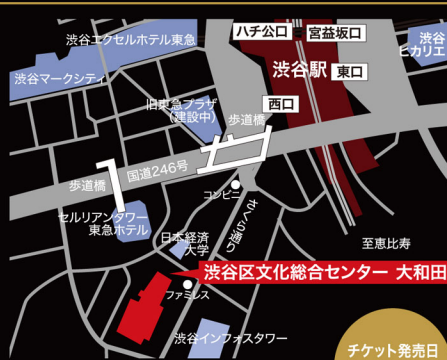 渋谷エクセルホテル東急
ハチ公口
宮益坂口
渋谷
ヒカリエ
渋谷駅
東口
渋谷マークシティ
旧東急プラザ
(建設中)
西口
歩道橋
国道246号
歩道橋
コンビニ
セルリアンタワー
東急ホテル
さくら通り
日本経済
大学
至恵比寿
渋谷区文化総合センター 大和田
ファミレス
渋谷インフォスタワー
チケット発売日